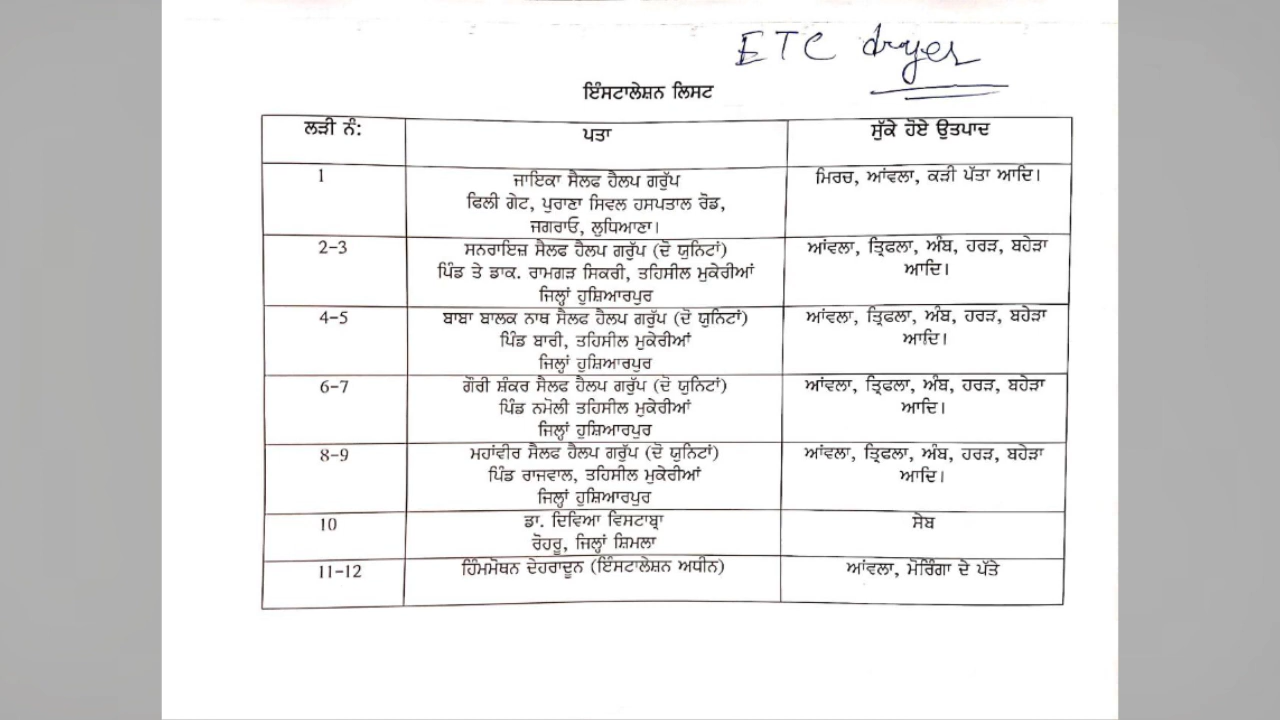 ETC dryer
ਇੰਸਟਾਲੇਸ਼ਨ ਲਿਸਟ
ਲੜੀ ਨੰ: ਪਤਾ ਸੁੱਕੇ ਹੋਏ ਉਤਪਾਦ
1 ਜਾਇਕਾ ਸੈਲਫ ਹੈਲਪ ਗਰੁੱਪ ਮਿਰਚ, ਆਂਵਲਾ, ਕੜੀ ਪੱਤਾ ਆਦਿ।
ਫਿਲੀ ਗੇਟ, ਪੁਰਾਣਾ ਸਿਵਲ ਹਸਪਤਾਲ ਰੋਡ,
ਜਗਰਾਓਂ, ਲੁਧਿਆਣਾ।
2-3 ਸਨਰਾਇਜ਼ ਸੈਲਫ ਹੈਲਪ ਗਰੁੱਪ (ਦੋ ਯੁਨਿਟਾਂ) ਆਂਵਲਾ, ਤ੍ਰਿਫਲਾ, ਅੰਬ, ਹਰੜ, ਬਹੇੜਾ
ਪਿੰਡ ਤੇ ਡਾਕ. ਰਾਮਗੜ ਸਿਕਰੀ, ਤਹਿਸੀਲ ਮੁਕੇਰੀਆਂ ਆਦਿ।
ਜਿਲ੍ਹਾਂ ਹੁਸ਼ਿਆਰਪੁਰ
4-5 ਬਾਬਾ ਬਾਲਕ ਨਾਥ ਸੈਲਫ ਹੈਲਪ ਗਰੁੱਪ (ਦੋ ਯੁਨਿਟਾਂ) ਆਂਵਲਾ, ਤ੍ਰਿਫਲਾ, ਅੰਬ, ਹਰੜ, ਬਹੇੜਾ
ਪਿੰਡ ਬਾਰੀ, ਤਹਿਸੀਲ ਮੁਕੇਰੀਆਂ ਆਦਿ।
ਜਿਲ੍ਹਾਂ ਹੁਸ਼ਿਆਰਪੁਰ
6-7 ਗੌਰੀ ਸ਼ੰਕਰ ਸੈਲਫ ਹੈਲਪ ਗਰੁੱਪ (ਦੋ ਯੁਨਿਟਾਂ) ਆਂਵਲਾ, ਤ੍ਰਿਫਲਾ, ਅੰਬ, ਹਰੜ, ਬਹੇੜਾ
ਪਿੰਡ ਨਮੋਲੀ ਤਹਿਸੀਲ ਮੁਕੇਰੀਆਂ ਆਦਿ।
ਜਿਲ੍ਹਾਂ ਹੁਸ਼ਿਆਰਪੁਰ
8-9 ਮਹਾਂਵੀਰ ਸੈਲਫ ਹੈਲਪ ਗਰੁੱਪ (ਦੋ ਯੁਨਿਟਾਂ) ਆਂਵਲਾ, ਤ੍ਰਿਫਲਾ, ਅੰਬ, ਹਰੜ, ਬਹੇੜਾ
ਪਿੰਡ ਰਾਜਵਾਲ, ਤਹਿਸੀਲ ਮੁਕੇਰੀਆਂ ਆਦਿ।
ਜਿਲ੍ਹਾਂ ਹੁਸ਼ਿਆਰਪੁਰ
10 ਡਾ. ਦਿਵਿਆ ਵਿਸਟਾਬ੍ਰਾ ਸੇਬ
ਰੋਹਰੂ, ਜਿਲ੍ਹਾਂ ਸ਼ਿਮਲਾ
11-12 ਹਿੰਮਮੋਥਨ ਦੇਹਰਾਦੂਨ (ਇੰਸਟਾਲੇਸ਼ਨ ਅਧੀਨ) ਆਂਵਲਾ, ਮੋਰਿੰਗਾ ਦੇ ਪੱਤੇ